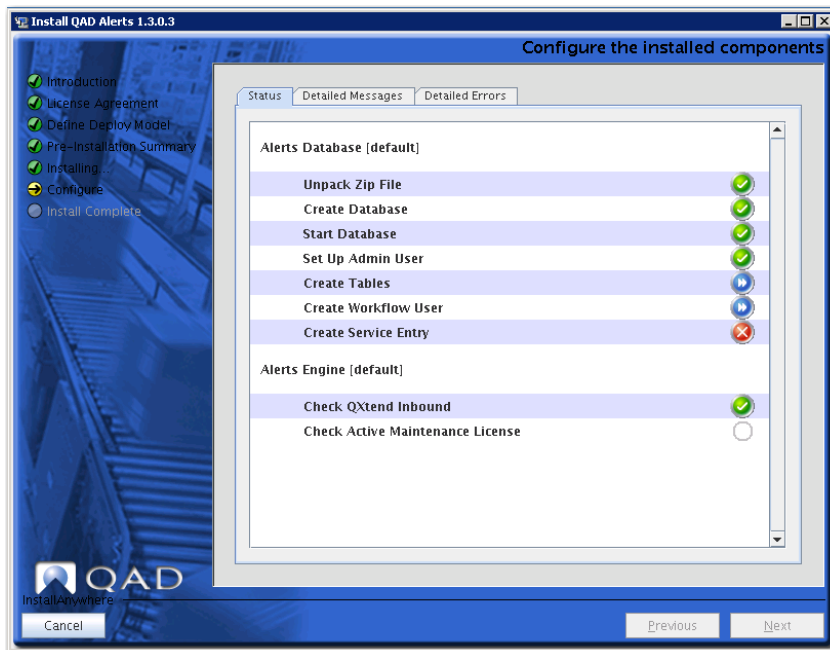 Install QAD Alerts 1.3.0.3
Configure the installed components
Introduction
License Agreement
Define Deploy Model
Pre-Installation Summary
Installing...
Configure
Install Complete
Status
Detailed Messages
Detailed Errors
Alerts Database [default]
Unpack Zip File
Create Database
Start Database
Set Up Admin User
Create Tables
Create Workflow User
Create Service Entry
Alerts Engine [default]
Check QXtend Inbound
Check Active Maintenance License
QAD
InstallAnywhere
Cancel
Previous
Next